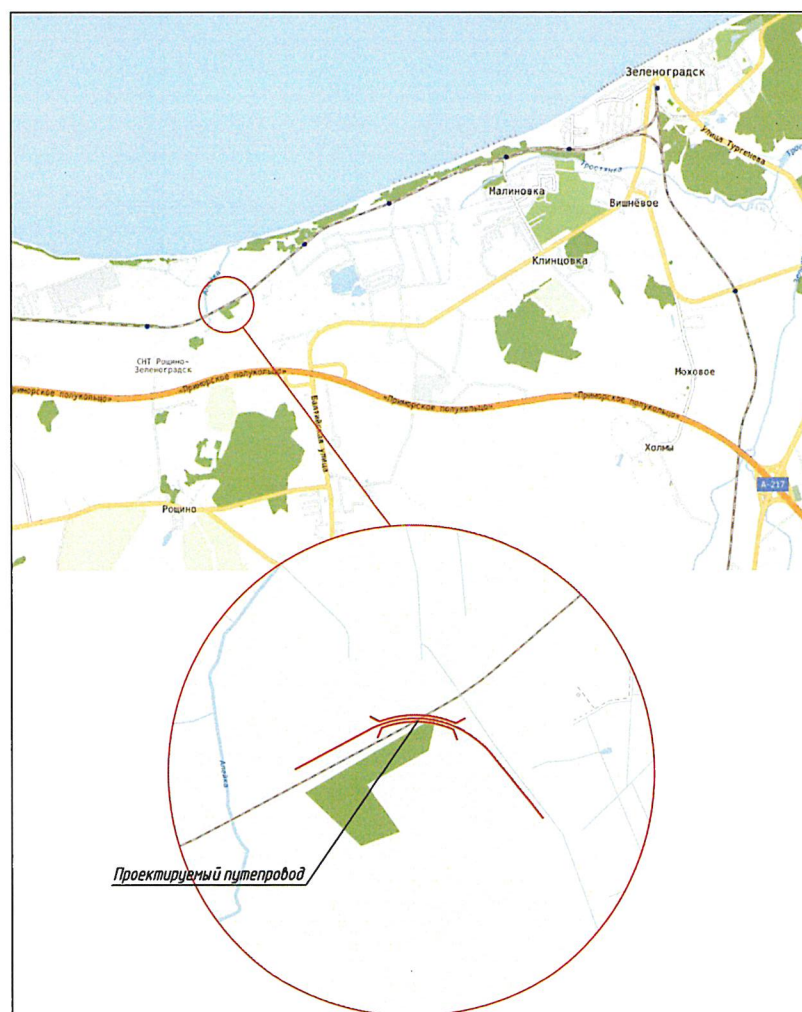 Зеленоградск
улица Тургенева
Тростянка
Малиновка
Вишнёвое
Клинцовка
СНТ Рощино-
Зеленоградск
«Приморское полукольцо»
«Приморское полукольцо»
«Приморское полукольцо»
Балтийская улица
Моховое
Холмы
А-217
Рощино
Алейка
Проектируемый путепровод